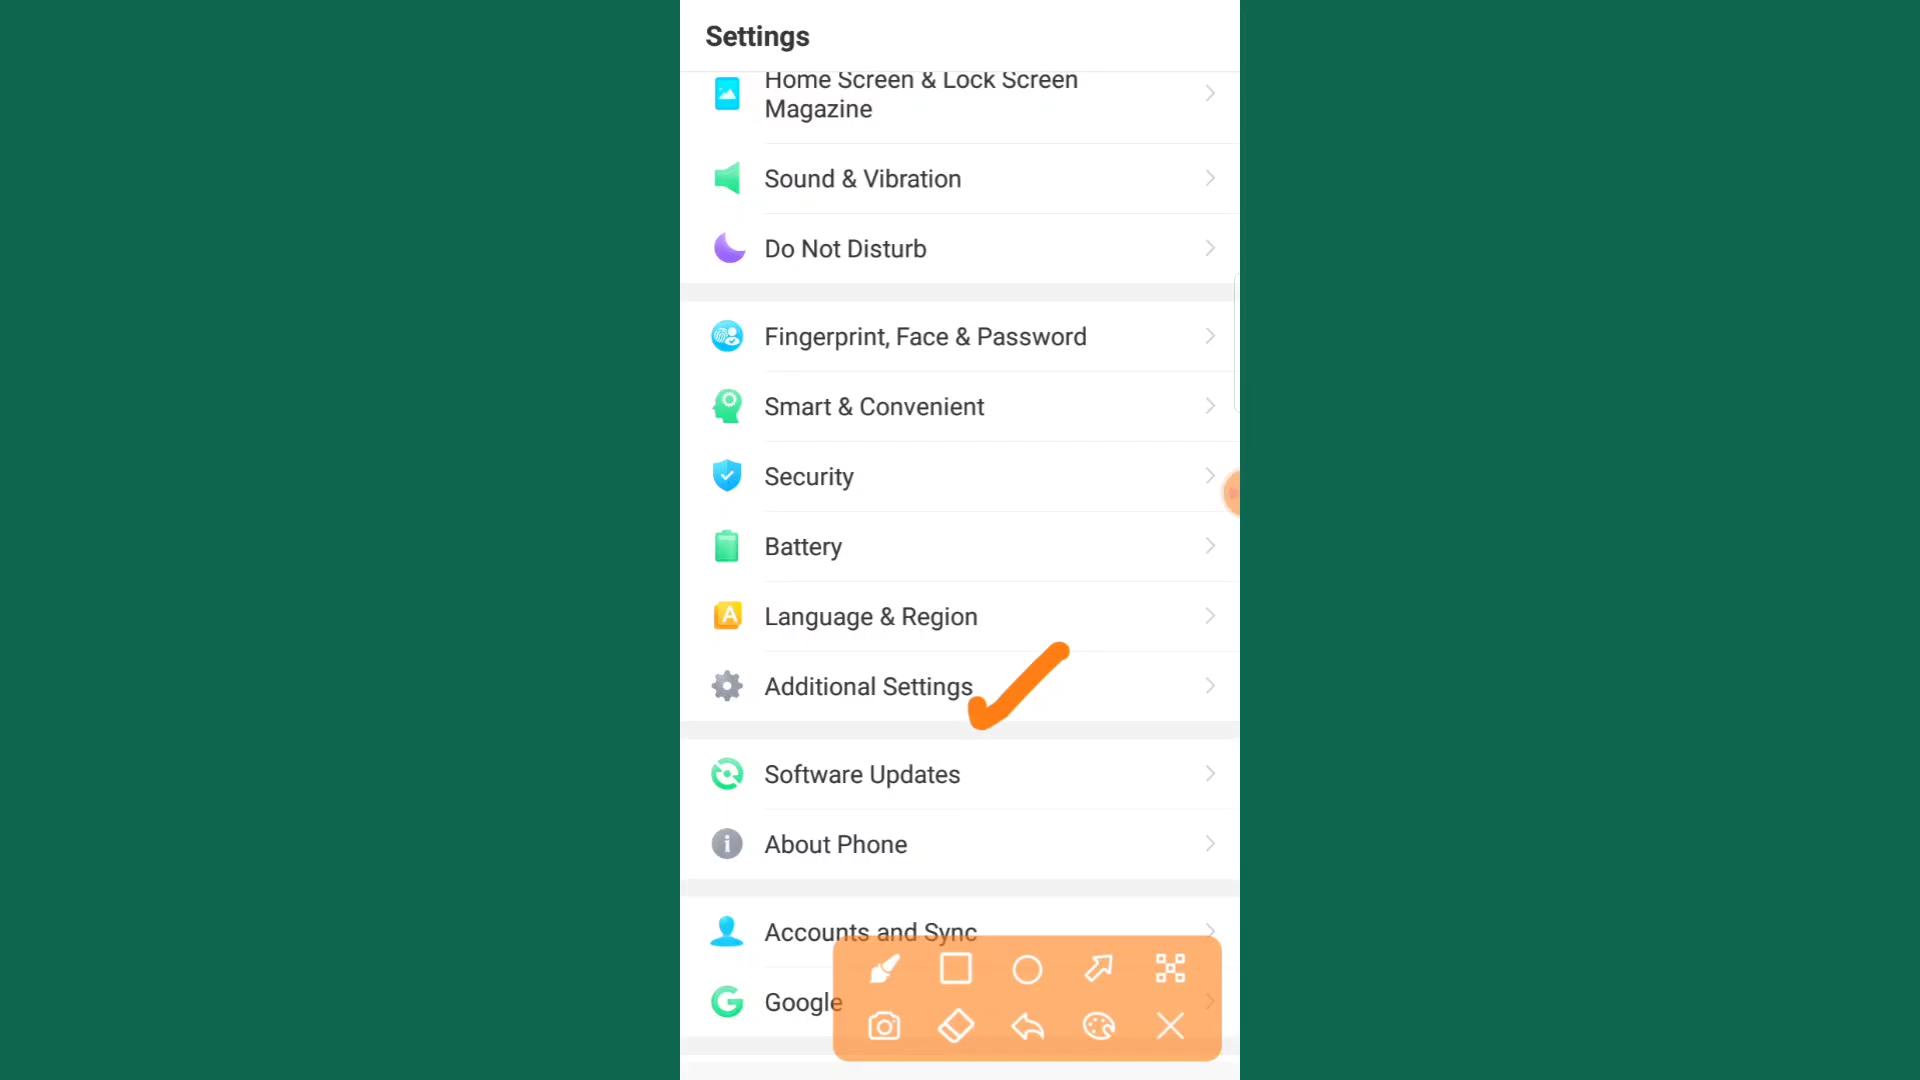 Settings
Home Screen & Lock Screen
Magazine
Sound & Vibration
Do Not Disturb
Fingerprint, Face & Password
Smart & Convenient
Security
Battery
Language & Region
Additional Settings
Software Updates
About Phone
Accounts and Sync
Google